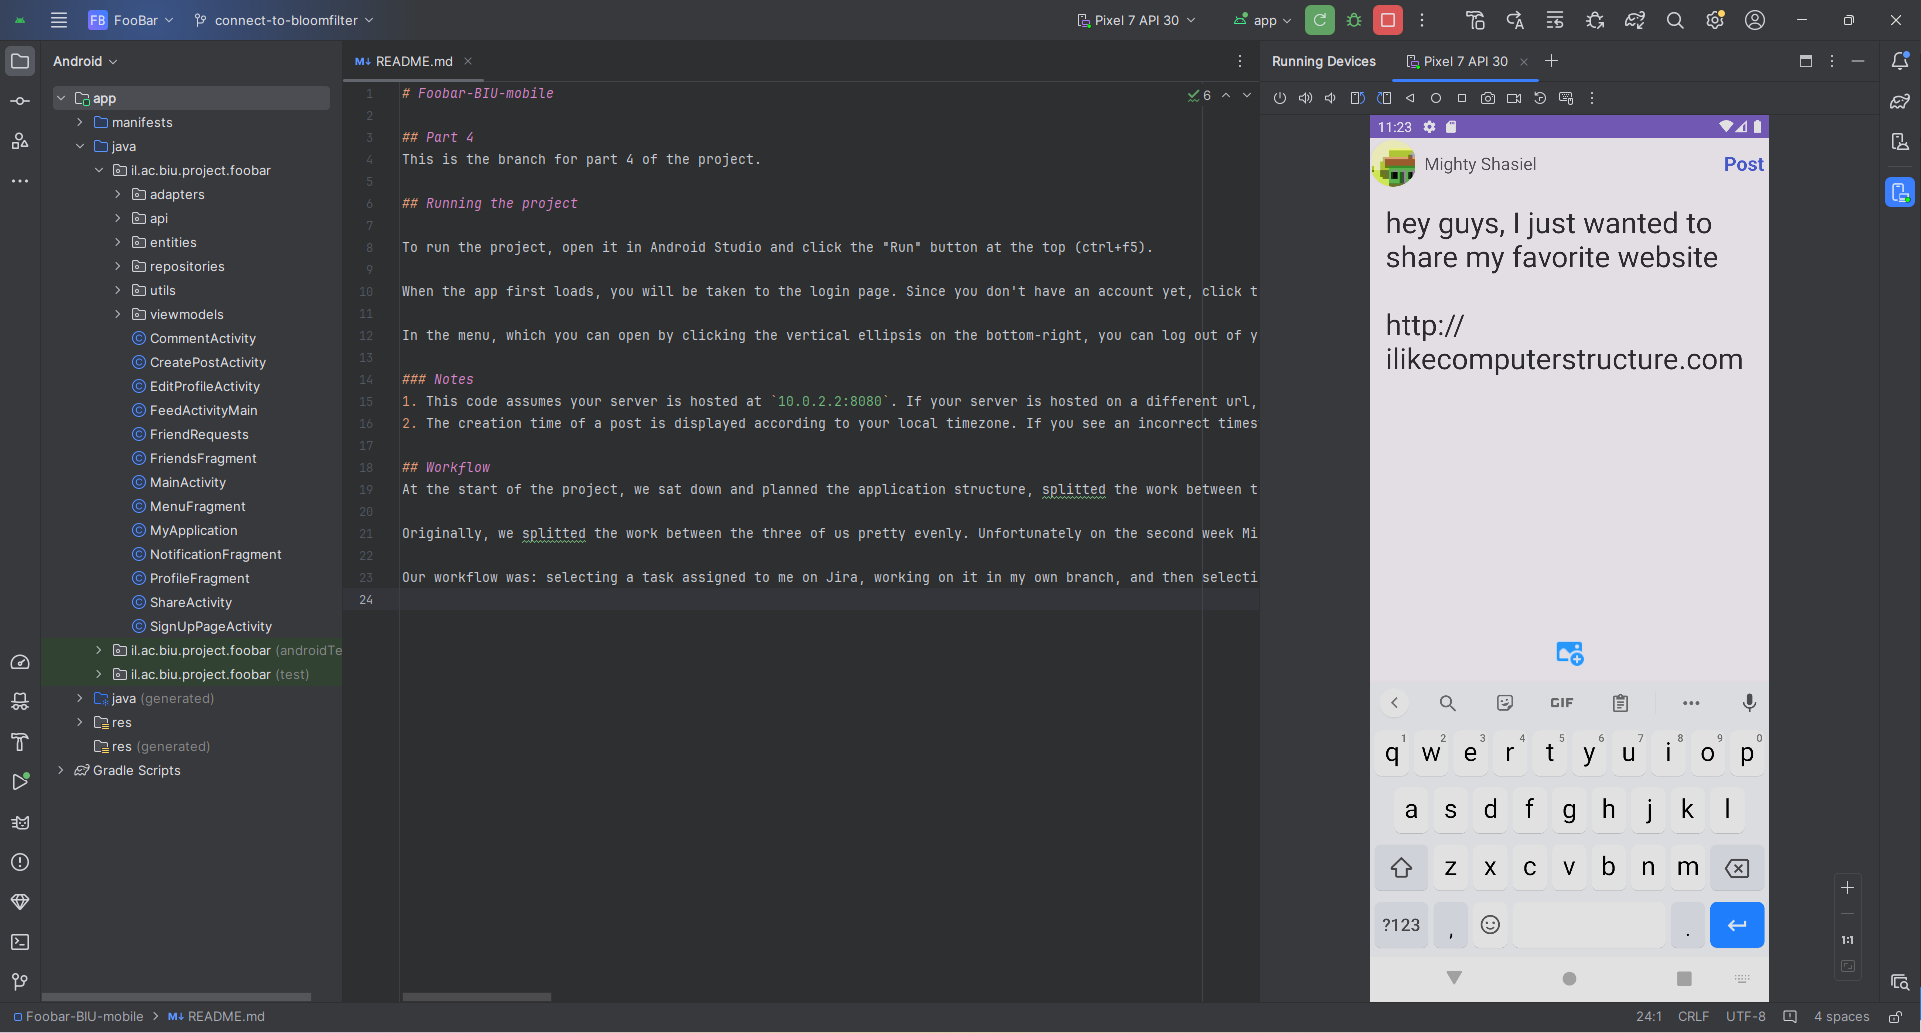 FB FooBar connect-to-bloomfilter Pixel 7 API 30 app
Android
app
manifests
java
il.ac.biu.project.foobar
adapters
api
entities
repositories
utils
viewmodels
CommentActivity
CreatePostActivity
EditProfileActivity
FeedActivityMain
FriendRequests
FriendsFragment
MainActivity
MenuFragment
MyApplication
NotificationFragment
ProfileFragment
ShareActivity
SignUpPageActivity
il.ac.biu.project.foobar (androidTe
il.ac.biu.project.foobar (test)
java (generated)
res
res (generated)
Gradle Scripts
M↓ README.md
6
1 # Foobar-BIU-mobile
2
3 ## Part 4
4 This is the branch for part 4 of the project.
5
6 ## Running the project
7
8 To run the project, open it in Android Studio and click the "Run" button at the top (ctrl+f5).
9
10 When the app first loads, you will be taken to the login page. Since you don't have an account yet, click t
11
12 In the menu, which you can open by clicking the vertical ellipsis on the bottom-right, you can log out of y
13
14 ### Notes
15 1. This code assumes your server is hosted at `10.0.2.2:8080`. If your server is hosted on a different url,
16 2. The creation time of a post is displayed according to your local timezone. If you see an incorrect times
17
18 ## Workflow
19 At the start of the project, we sat down and planned the application structure, splitted the work between t
20
21 Originally, we splitted the work between the three of us pretty evenly. Unfortunately on the second week Mi
22
23 Our workflow was: selecting a task assigned to me on Jira, working on it in my own branch, and then selecti
24
Running Devices Pixel 7 API 30
11:23
Mighty Shasiel Post
hey guys, I just wanted to
share my favorite website
http://
ilikecomputerstructure.com
GIF
q1 w2 e3 r4 t5 y6 u7 i8 o9 p0
a s d f g h j k l
z x c v b n m
?123 , .
1:1
Foobar-BIU-mobile > M↓ README.md
24:1 CRLF UTF-8 4 spaces